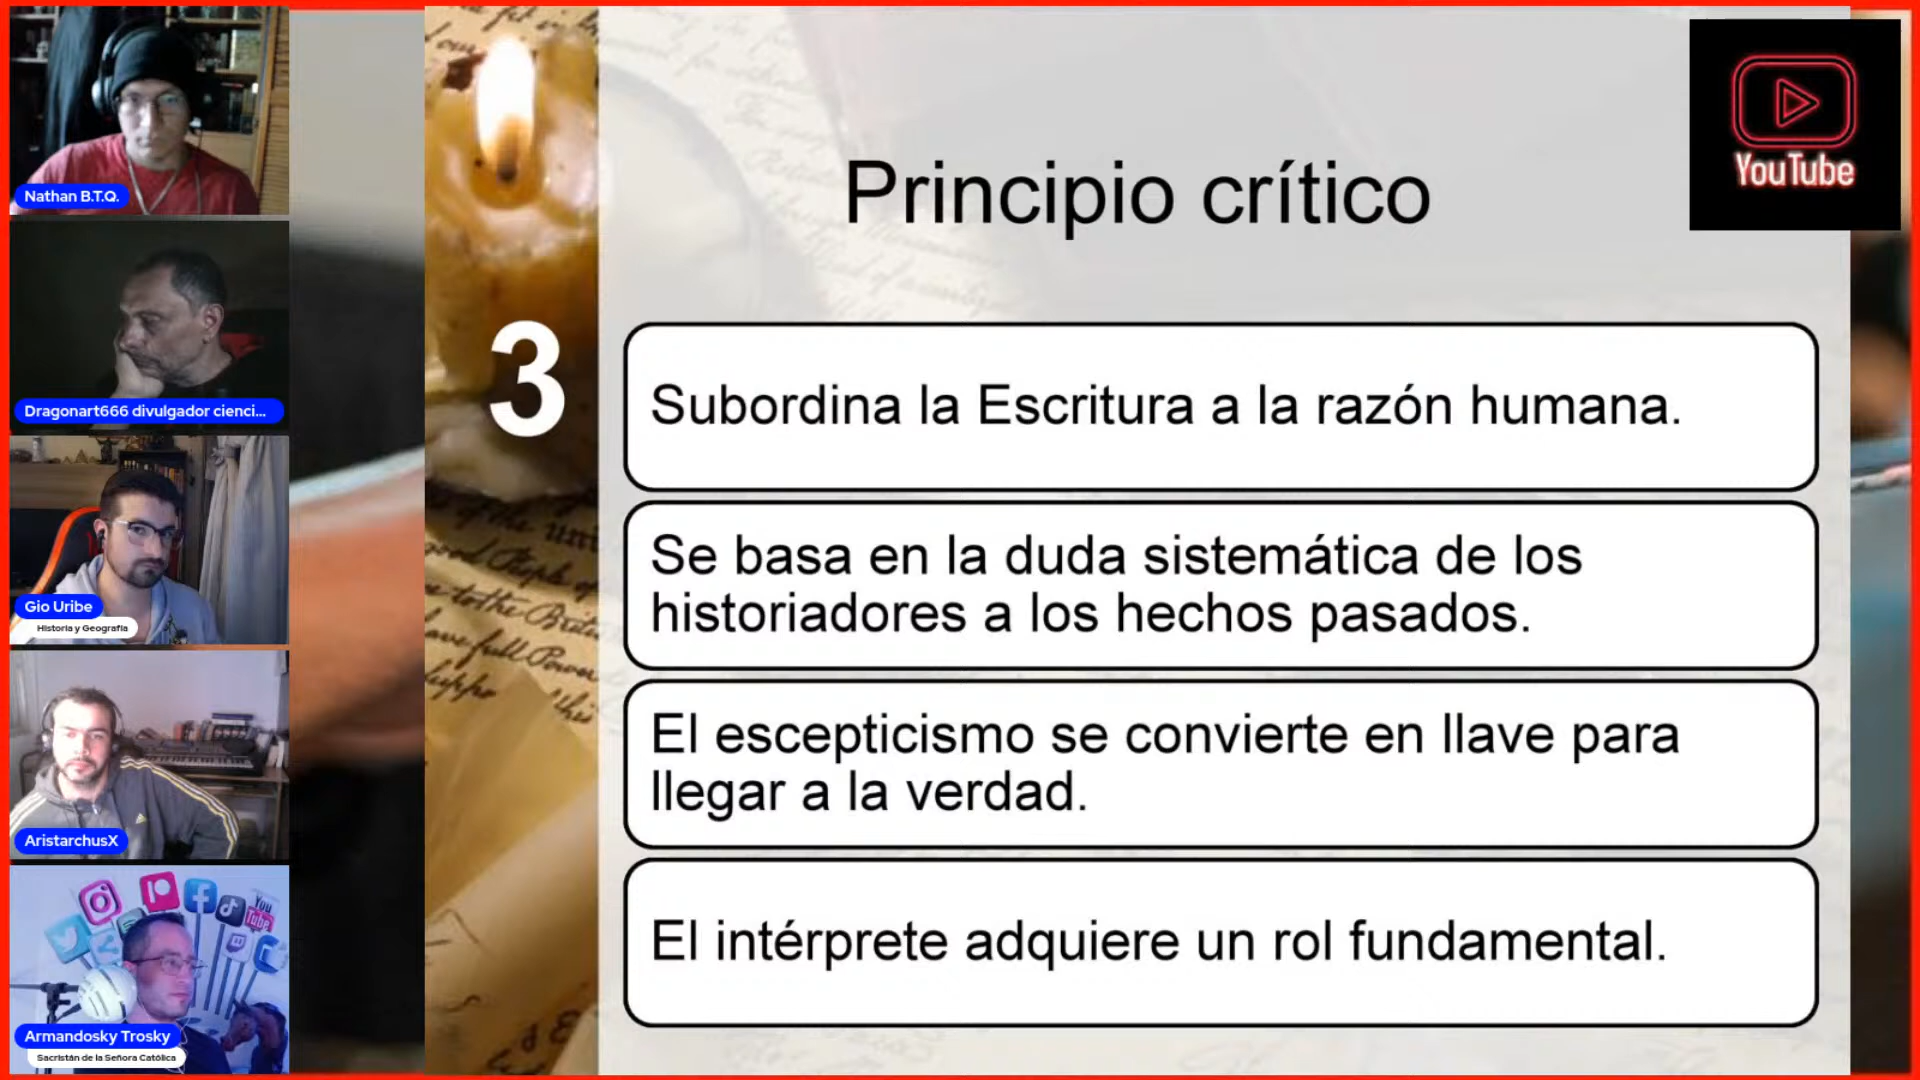 Nathan B.T.Q.
Dragonart666 divulgador cienci...
Gio Uribe
Historia y Geografía
AristarchusX
You
Tube
Armandosky Trosky
Sacristán de la Señora Católica
YouTube
Principio crítico
3
Subordina la Escritura a la razón humana.
Se basa en la duda sistemática de los
historiadores a los hechos pasados.
El escepticismo se convierte en llave para
llegar a la verdad.
El intérprete adquiere un rol fundamental.